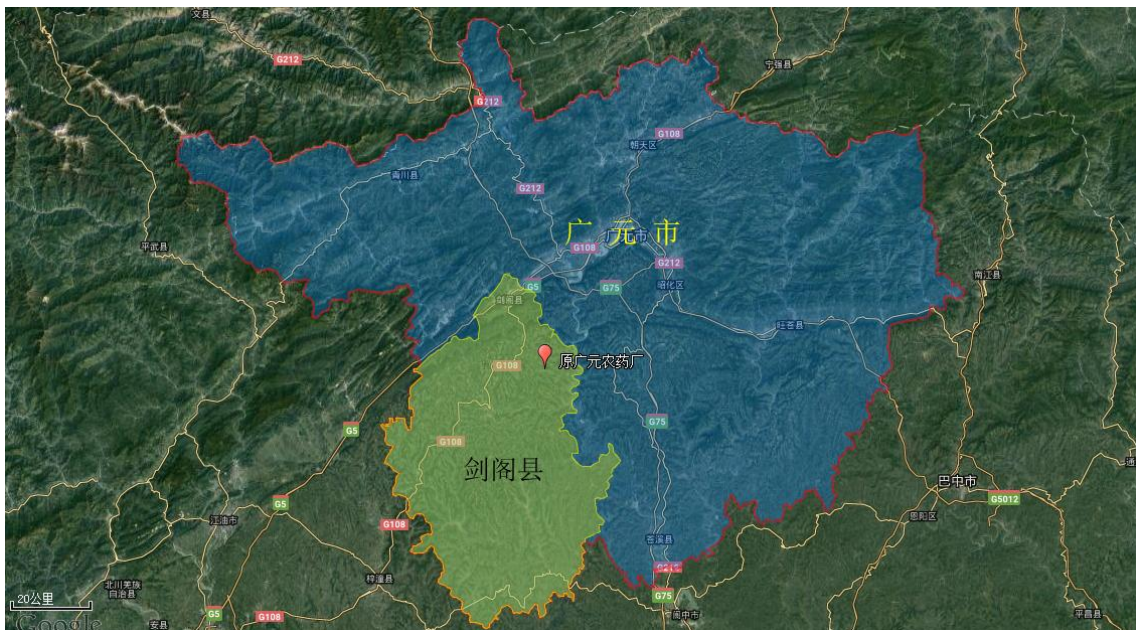 文县
G212
宁强县
G212
G108
朝天区
青川县
G212
广元市
广元市
平武县
G108
G212
南江县
G5
G75
昭化区
剑阁县
旺苍县
原广元农药厂
G108
G75
G5
G108
剑阁县
巴中市
G5
G5012
江油市
G108
恩阳区
苍溪县
梓潼县
北川羌族
自治县
G212
G75
20公里
G5
G108
阆中市
平昌县
安县
Google